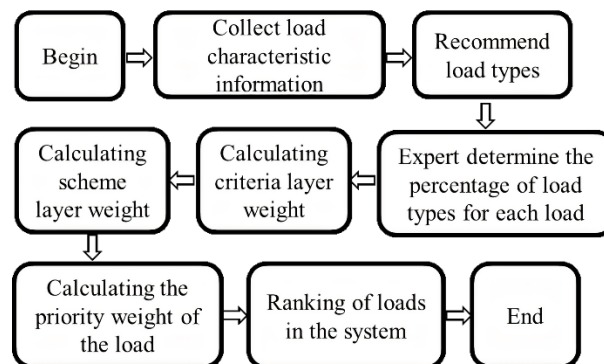 Begin
Collect load
characteristic
information
Recommend
load types
Expert determine the
percentage of load
types for each load
Calculating
criteria layer
weight
Calculating
scheme
layer weight
Calculating the
priority weight of
the load
Ranking of loads
in the system
End